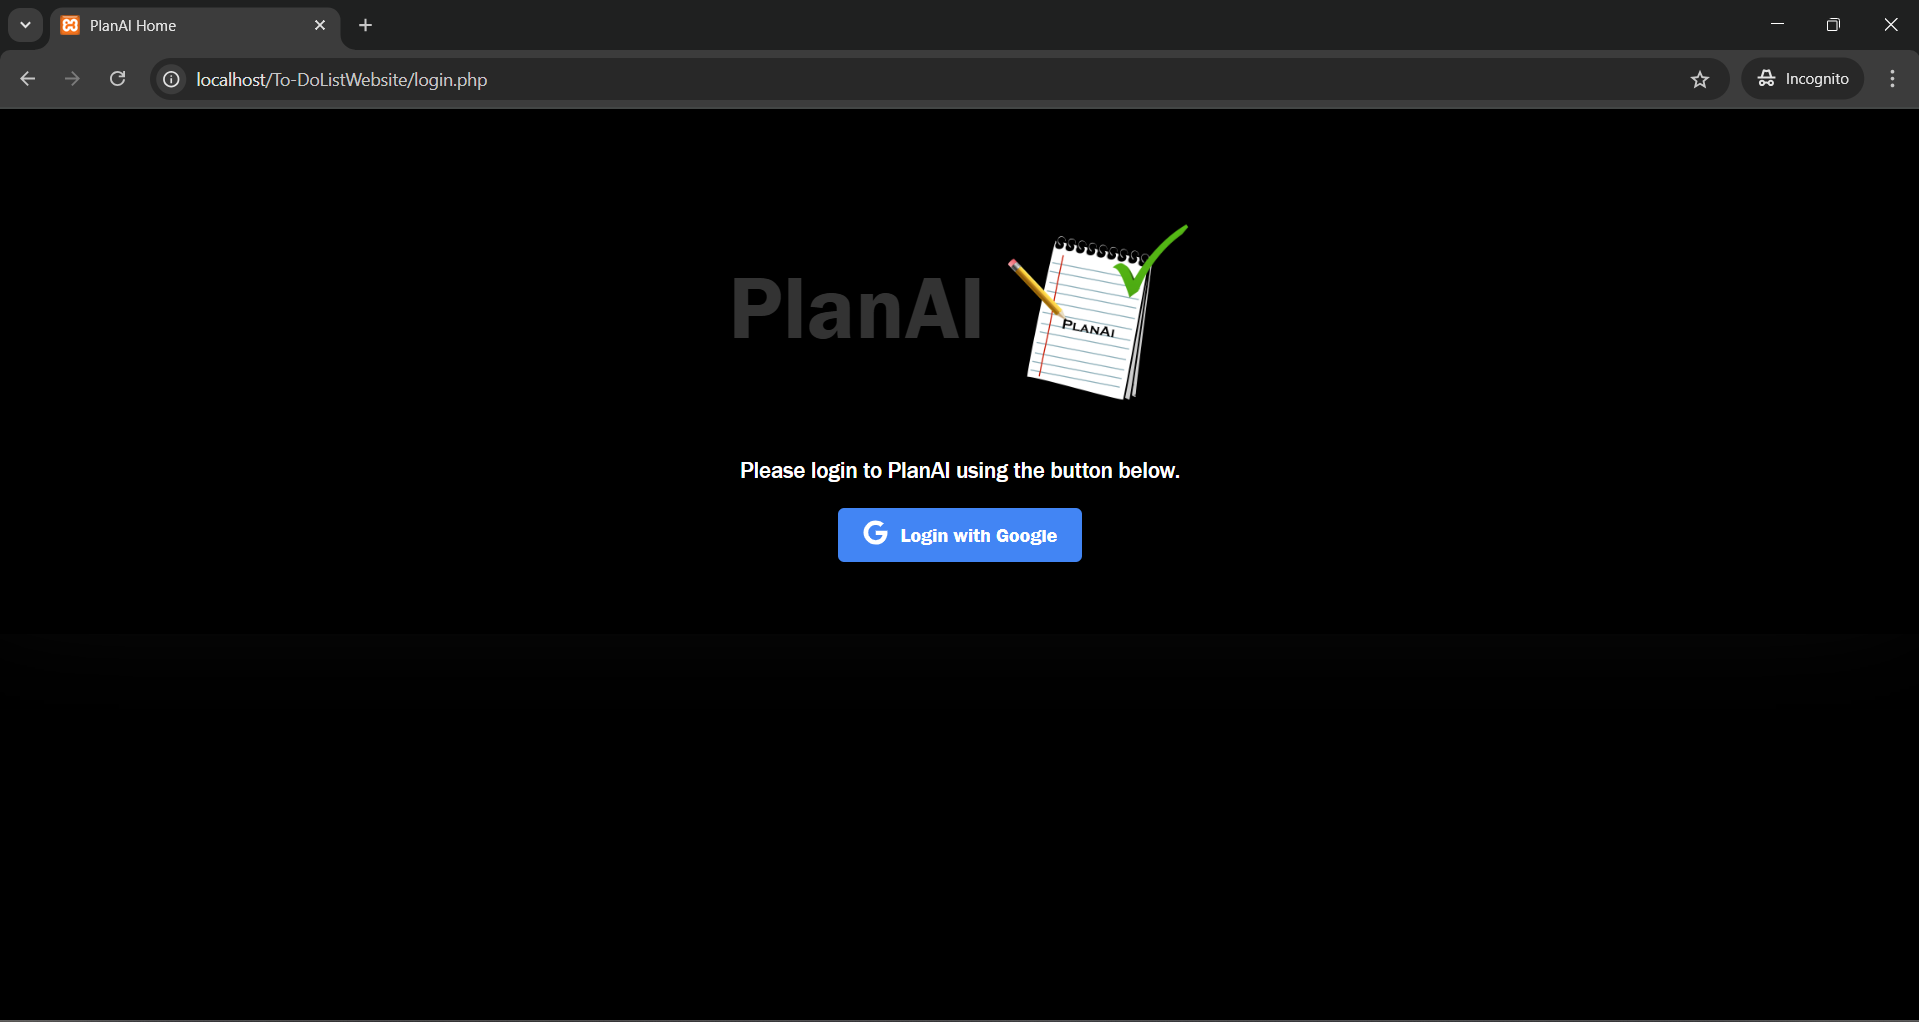 PlanAI Home
localhost/To-DoListWebsite/login.php
Incognito
PlanAI
PLANAI
Please login to PlanAI using the button below.
G Login with Google